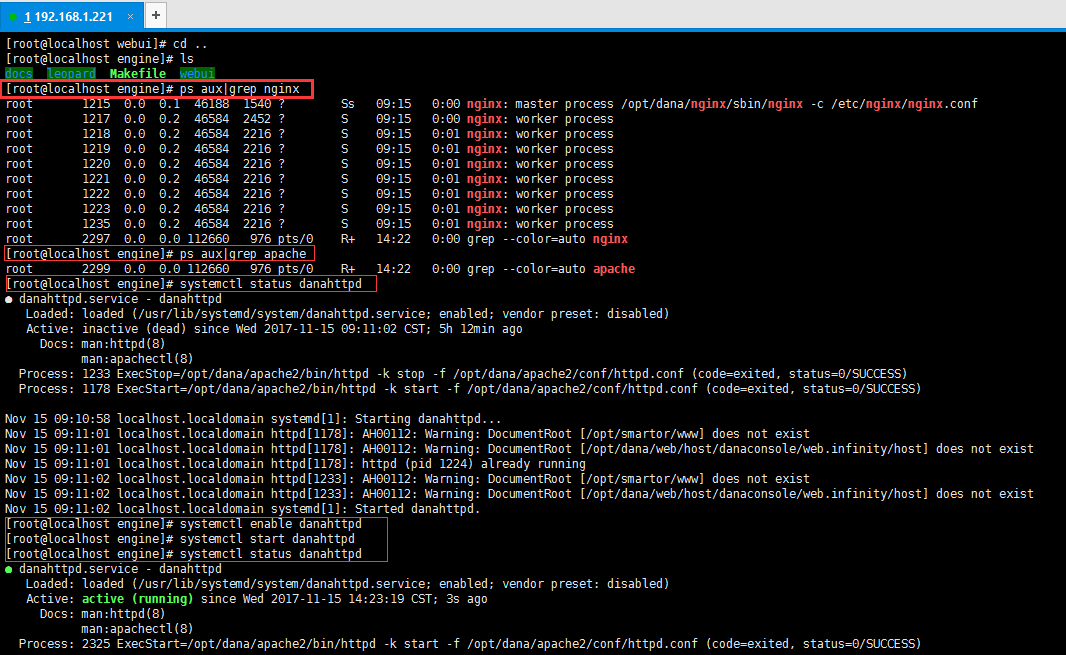 1 192.168.1.221 × +
[root@localhost webui]# cd ..
[root@localhost engine]# ls
docs leopard Makefile webui
[root@localhost engine]# ps aux|grep nginx
root 1215 0.0 0.1 46188 1540 ? Ss 09:15 0:00 nginx: master process /opt/dana/nginx/sbin/nginx -c /etc/nginx/nginx.conf
root 1217 0.0 0.2 46584 2452 ? S 09:15 0:00 nginx: worker process
root 1218 0.0 0.2 46584 2216 ? S 09:15 0:01 nginx: worker process
root 1219 0.0 0.2 46584 2216 ? S 09:15 0:01 nginx: worker process
root 1220 0.0 0.2 46584 2216 ? S 09:15 0:01 nginx: worker process
root 1221 0.0 0.2 46584 2216 ? S 09:15 0:01 nginx: worker process
root 1222 0.0 0.2 46584 2216 ? S 09:15 0:01 nginx: worker process
root 1223 0.0 0.2 46584 2216 ? S 09:15 0:01 nginx: worker process
root 1235 0.0 0.2 46584 2216 ? S 09:15 0:01 nginx: worker process
root 2297 0.0 0.0 112660 976 pts/0 R+ 14:22 0:00 grep --color=auto nginx
[root@localhost engine]# ps aux|grep apache
root 2299 0.0 0.0 112660 976 pts/0 R+ 14:22 0:00 grep --color=auto apache
[root@localhost engine]# systemctl status danahttpd
● danahttpd.service - danahttpd
Loaded: loaded (/usr/lib/systemd/system/danahttpd.service; enabled; vendor preset: disabled)
Active: inactive (dead) since Wed 2017-11-15 09:11:02 CST; 5h 12min ago
Docs: man:httpd(8)
man:apachectl(8)
Process: 1233 ExecStop=/opt/dana/apache2/bin/httpd -k stop -f /opt/dana/apache2/conf/httpd.conf (code=exited, status=0/SUCCESS)
Process: 1178 ExecStart=/opt/dana/apache2/bin/httpd -k start -f /opt/dana/apache2/conf/httpd.conf (code=exited, status=0/SUCCESS)
Nov 15 09:10:58 localhost.localdomain systemd[1]: Starting danahttpd...
Nov 15 09:11:01 localhost.localdomain httpd[1178]: AH00112: Warning: DocumentRoot [/opt/smartor/www] does not exist
Nov 15 09:11:01 localhost.localdomain httpd[1178]: AH00112: Warning: DocumentRoot [/opt/dana/web/host/danaconsole/web.infinity/host] does not exist
Nov 15 09:11:01 localhost.localdomain httpd[1178]: httpd (pid 1224) already running
Nov 15 09:11:02 localhost.localdomain httpd[1233]: AH00112: Warning: DocumentRoot [/opt/smartor/www] does not exist
Nov 15 09:11:02 localhost.localdomain httpd[1233]: AH00112: Warning: DocumentRoot [/opt/dana/web/host/danaconsole/web.infinity/host] does not exist
Nov 15 09:11:02 localhost.localdomain systemd[1]: Started danahttpd.
[root@localhost engine]# systemctl enable danahttpd
[root@localhost engine]# systemctl start danahttpd
[root@localhost engine]# systemctl status danahttpd
● danahttpd.service - danahttpd
Loaded: loaded (/usr/lib/systemd/system/danahttpd.service; enabled; vendor preset: disabled)
Active: active (running) since Wed 2017-11-15 14:23:19 CST; 3s ago
Docs: man:httpd(8)
man:apachectl(8)
Process: 2325 ExecStart=/opt/dana/apache2/bin/httpd -k start -f /opt/dana/apache2/conf/httpd.conf (code=exited, status=0/SUCCESS)